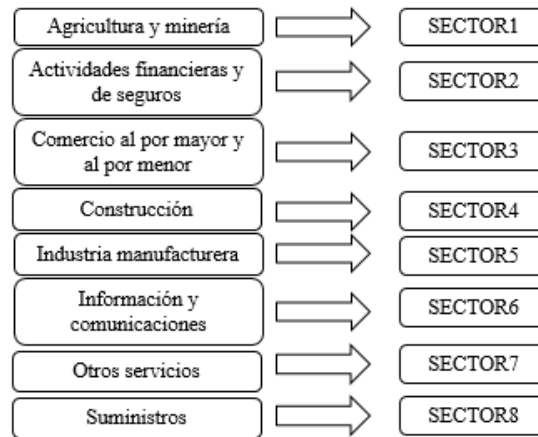 Agricultura y minería
SECTOR1
Actividades financieras y
de seguros
SECTOR2
Comercio al por mayor y
al por menor
SECTOR3
Construcción
SECTOR4
Industria manufacturera
SECTOR5
Información y
comunicaciones
SECTOR6
Otros servicios
SECTOR7
Suministros
SECTOR8